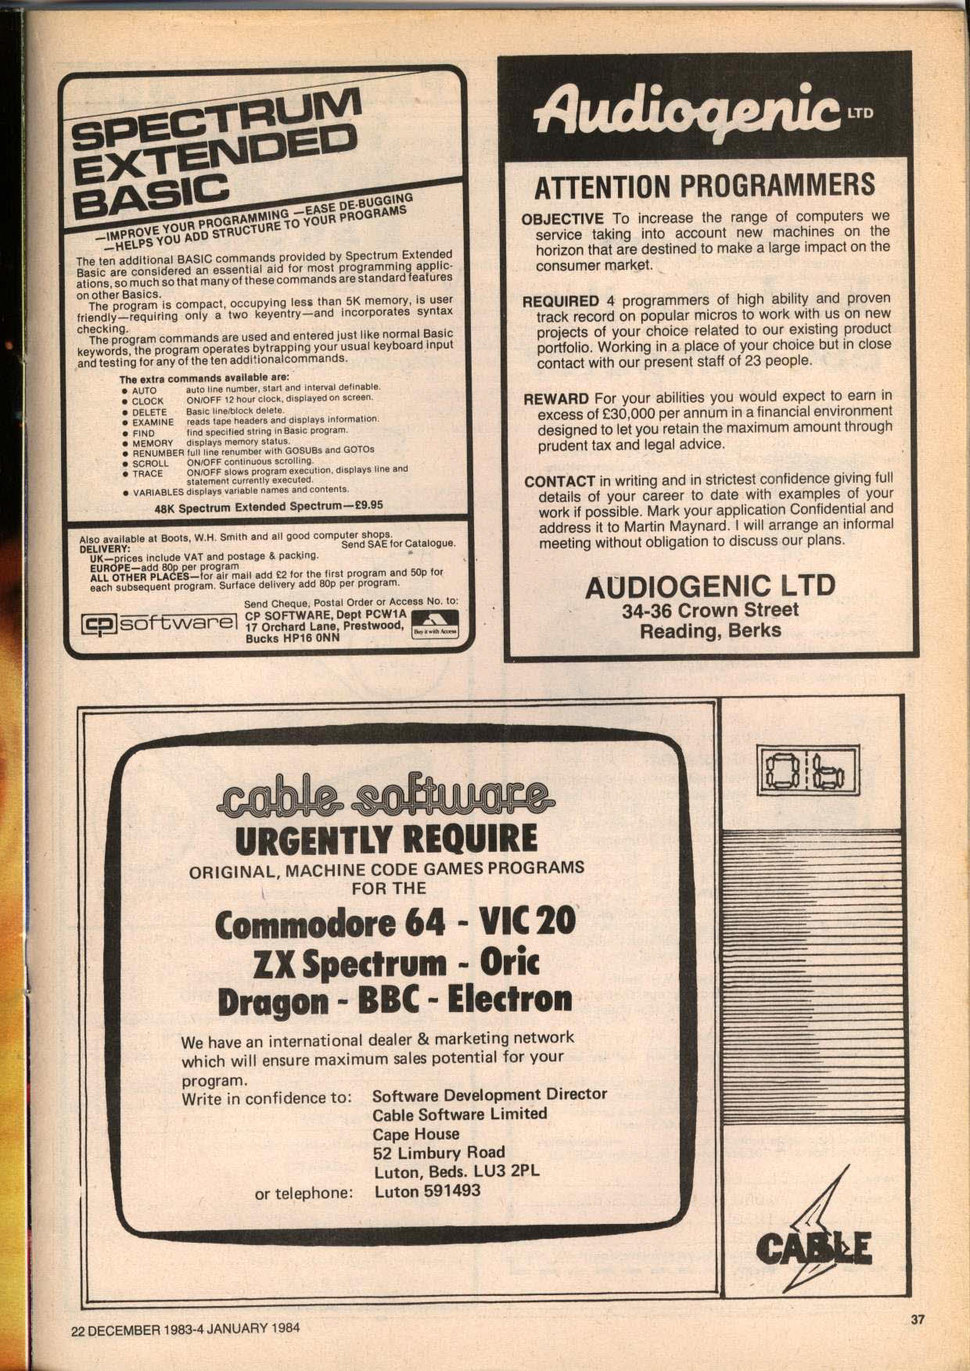 SPECTRUM
EXTENDED
BASIC
—IMPROVE YOUR PROGRAMMING —EASE DE-BUGGING
—HELPS YOU ADD STRUCTURE TO YOUR PROGRAMS
The ten additional BASIC commands provided by Spectrum Extended
Basic are considered an essential aid for most programming applic-
ations, so much so that many of these commands are standard features
on other Basics.
The program is compact, occupying less than 5K memory, is user
friendly—requiring only a two keyentry—and incorporates syntax
checking.
The program commands are used and entered just like normal Basic
keywords, the program operates bytrapping your usual keyboard input
and testing for any of the ten additionalcommands.
The extra commands available are:
● AUTO auto line number, start and interval definable.
● CLOCK ON/OFF 12 hour clock, displayed on screen.
● DELETE Basic line/block delete.
● EXAMINE reads tape headers and displays information.
● FIND find specified string in Basic program.
● MEMORY displays memory status.
● RENUMBER full line renumber with GOSUBs and GOTOs
● SCROLL ON/OFF continuous scrolling.
● TRACE ON/OFF slows program execution, displays line and
statement currently executed.
● VARIABLES displays variable names and contents.
48K Spectrum Extended Spectrum—£9.95
Also available at Boots, W.H. Smith and all good computer shops.
DELIVERY: Send SAE for Catalogue.
UK—prices include VAT and postage & packing.
EUROPE—add 80p per program
ALL OTHER PLACES—for air mail add £2 for the first program and 50p for
each subsequent program. Surface delivery add 80p per program.
Send Cheque, Postal Order or Access No. to:
CP SOFTWARE, Dept PCW1A
17 Orchard Lane, Prestwood,
Bucks HP16 0NN
cp software
Buy it with Access
Audiogenic LTD
ATTENTION PROGRAMMERS
OBJECTIVE To increase the range of computers we
service taking into account new machines on the
horizon that are destined to make a large impact on the
consumer market.
REQUIRED 4 programmers of high ability and proven
track record on popular micros to work with us on new
projects of your choice related to our existing product
portfolio. Working in a place of your choice but in close
contact with our present staff of 23 people.
REWARD For your abilities you would expect to earn in
excess of £30,000 per annum in a financial environment
designed to let you retain the maximum amount through
prudent tax and legal advice.
CONTACT in writing and in strictest confidence giving full
details of your career to date with examples of your
work if possible. Mark your application Confidential and
address it to Martin Maynard. I will arrange an informal
meeting without obligation to discuss our plans.
AUDIOGENIC LTD
34-36 Crown Street
Reading, Berks
cable software
URGENTLY REQUIRE
ORIGINAL, MACHINE CODE GAMES PROGRAMS
FOR THE
Commodore 64 - VIC 20
ZX Spectrum - Oric
Dragon - BBC - Electron
We have an international dealer & marketing network
which will ensure maximum sales potential for your
program.
Write in confidence to: Software Development Director
Cable Software Limited
Cape House
52 Limbury Road
Luton, Beds. LU3 2PL
or telephone: Luton 591493
06
CABLE
22 DECEMBER 1983-4 JANUARY 1984
37